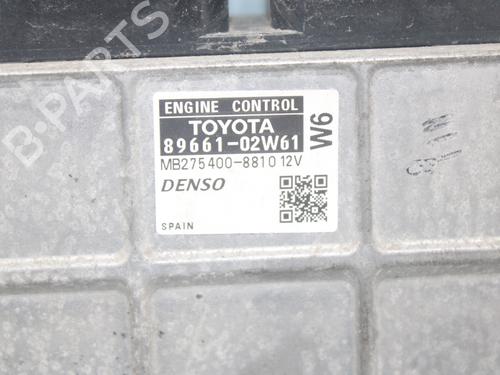 B-PARTS
ENGINE CONTROL
TOYOTA
89661-02W61
W6
MB275400-8810 12V
DENSO
SPAIN